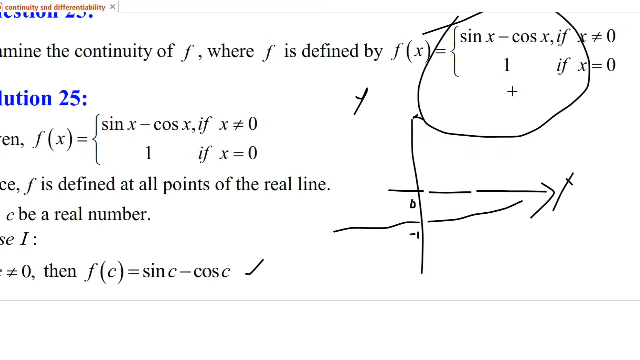 continuity snd differentiability
uestion 25
amine the continuity of f, where f is defined by f(x) = { sin x − cos x, if x ≠ 0
1 if x = 0
olution 25:
en, f(x) = { sin x − cos x, if x ≠ 0
1 if x = 0
ce, f is defined at all points of the real line.
c be a real number.
se I:
≠ 0, then f(c) = sin c − cos c ✓
Y
X
0
-1